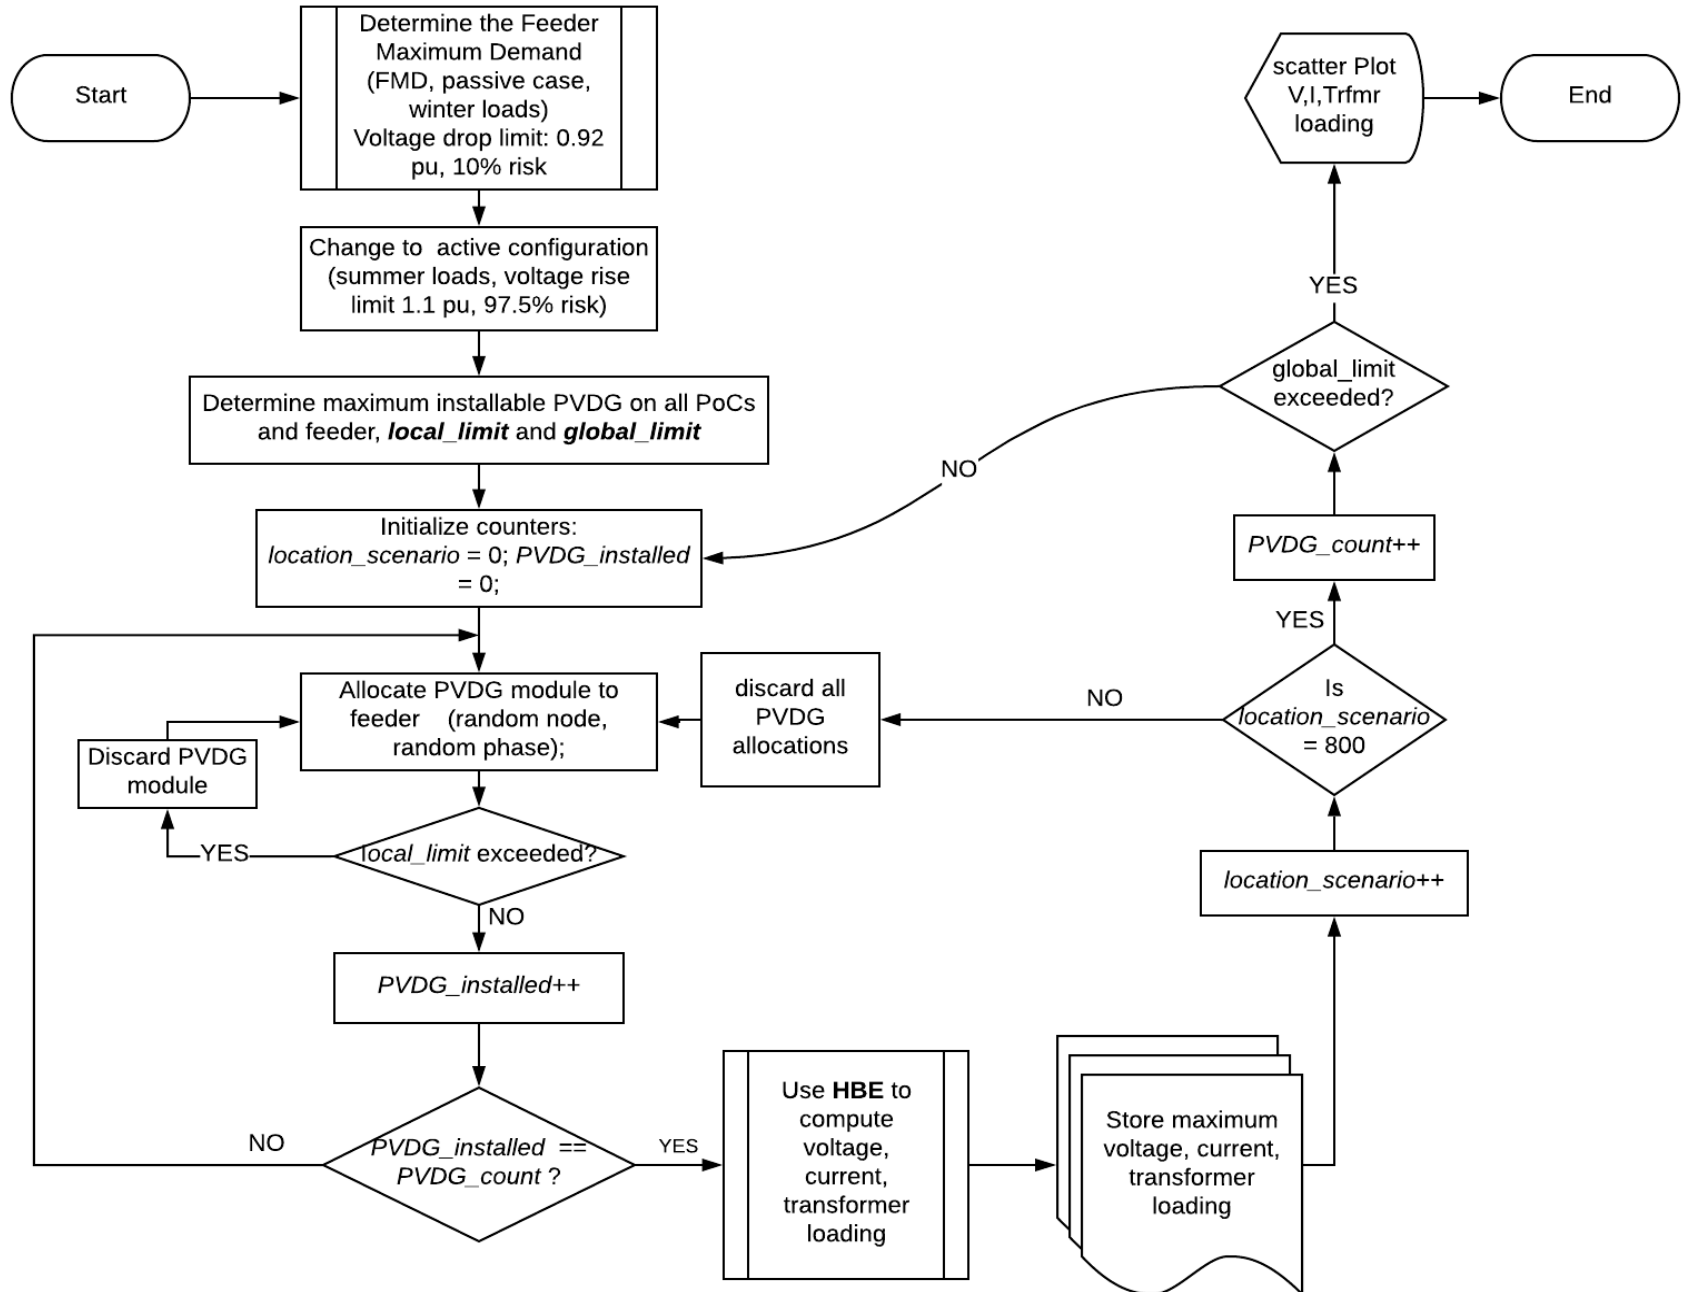 Start
Determine the Feeder
Maximum Demand
(FMD, passive case,
winter loads)
Voltage drop limit: 0.92
pu, 10% risk
Change to active configuration
(summer loads, voltage rise
limit 1.1 pu, 97.5% risk)
Determine maximum installable PVDG on all PoCs
and feeder, local_limit and global_limit
Initialize counters:
location_scenario = 0; PVDG_installed
= 0;
Allocate PVDG module to
feeder (random node,
random phase);
Discard PVDG
module
YES
local_limit exceeded?
NO
PVDG_installed++
PVDG_installed ==
PVDG_count ?
NO
YES
Use HBE to
compute
voltage,
current,
transformer
loading
Store maximum
voltage, current,
transformer
loading
location_scenario++
Is
location_scenario
= 800
NO
discard all
PVDG
allocations
YES
PVDG_count++
global_limit
exceeded?
NO
YES
scatter Plot
V,I,Trfmr
loading
End